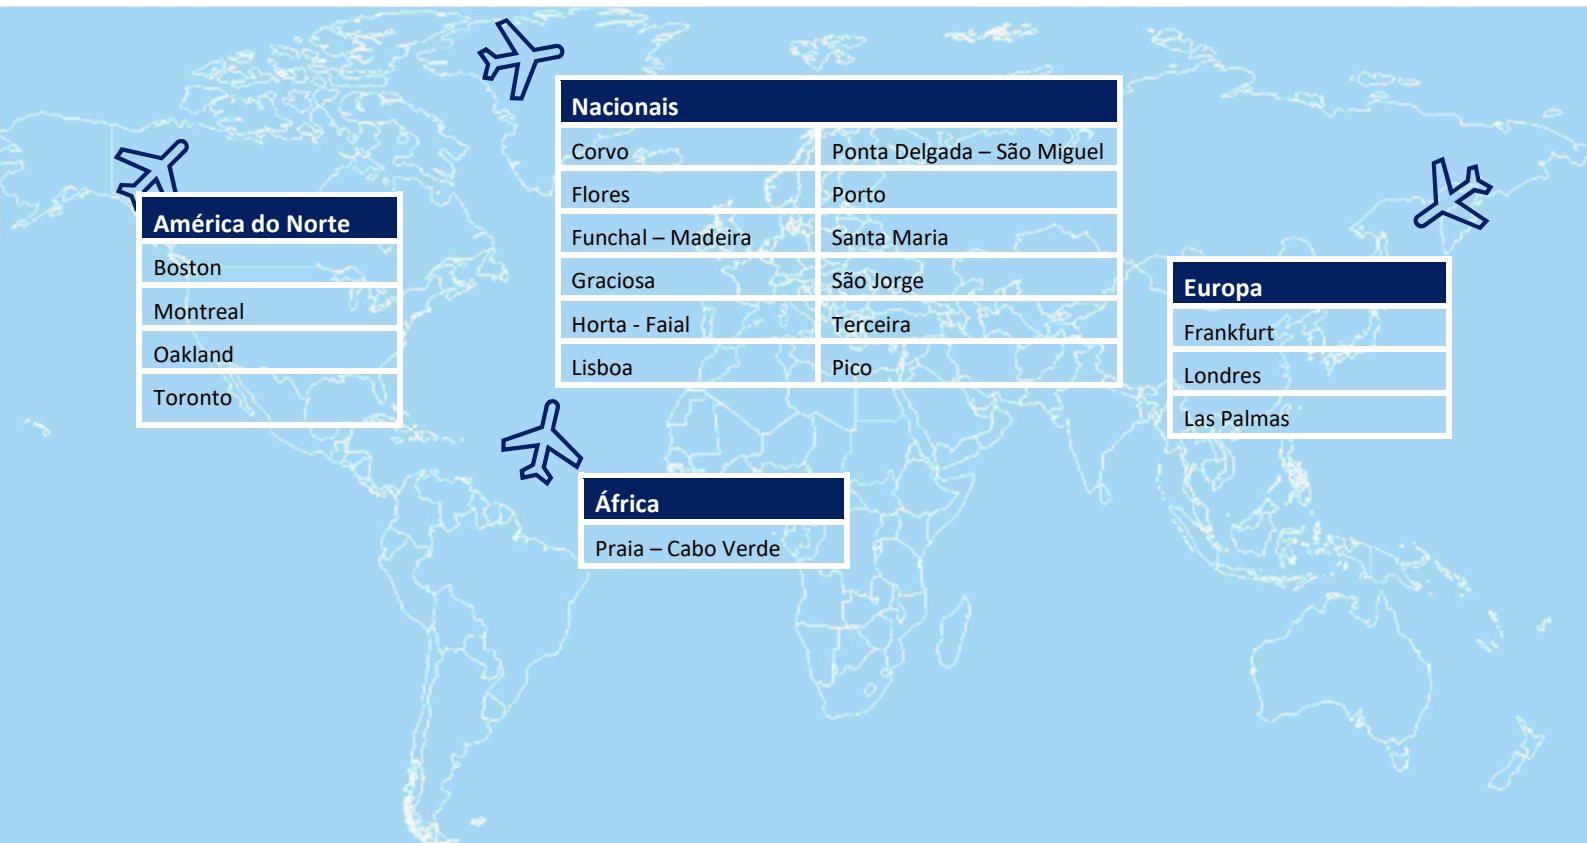 Nacionais
Corvo
Ponta Delgada – São Miguel
Flores
Porto
Funchal – Madeira
Santa Maria
Graciosa
São Jorge
Horta - Faial
Terceira
Lisboa
Pico
América do Norte
Boston
Montreal
Oakland
Toronto
Europa
Frankfurt
Londres
Las Palmas
África
Praia – Cabo Verde